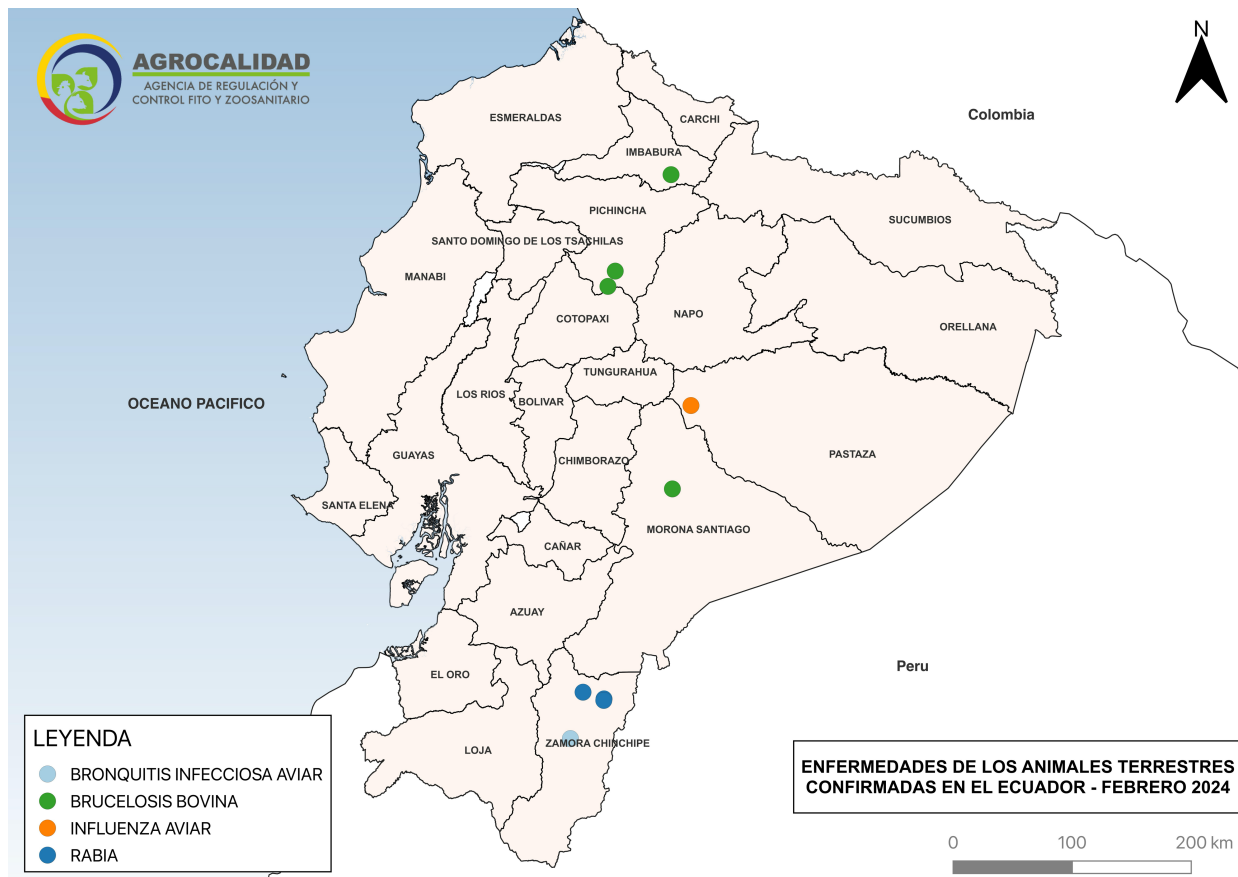 AGROCALIDAD
AGENCIA DE REGULACIÓN Y
CONTROL FITO Y ZOOSANITARIO
N
Colombia
ESMERALDAS
CARCHI
IMBABURA
PICHINCHA
SUCUMBIOS
SANTO DOMINGO DE LOS TSACHILAS
MANABI
NAPO
COTOPAXI
ORELLANA
TUNGURAHUA
LOS RIOS
BOLIVAR
OCEANO PACIFICO
GUAYAS
CHIMBORAZO
PASTAZA
SANTA ELENA
MORONA SANTIAGO
CAÑAR
AZUAY
Peru
EL ORO
ZAMORA CHINCHIPE
LOJA
LEYENDA
BRONQUITIS INFECCIOSA AVIAR
BRUCELOSIS BOVINA
INFLUENZA AVIAR
RABIA
ENFERMEDADES DE LOS ANIMALES TERRESTRES
CONFIRMADAS EN EL ECUADOR - FEBRERO 2024
0 100 200 km